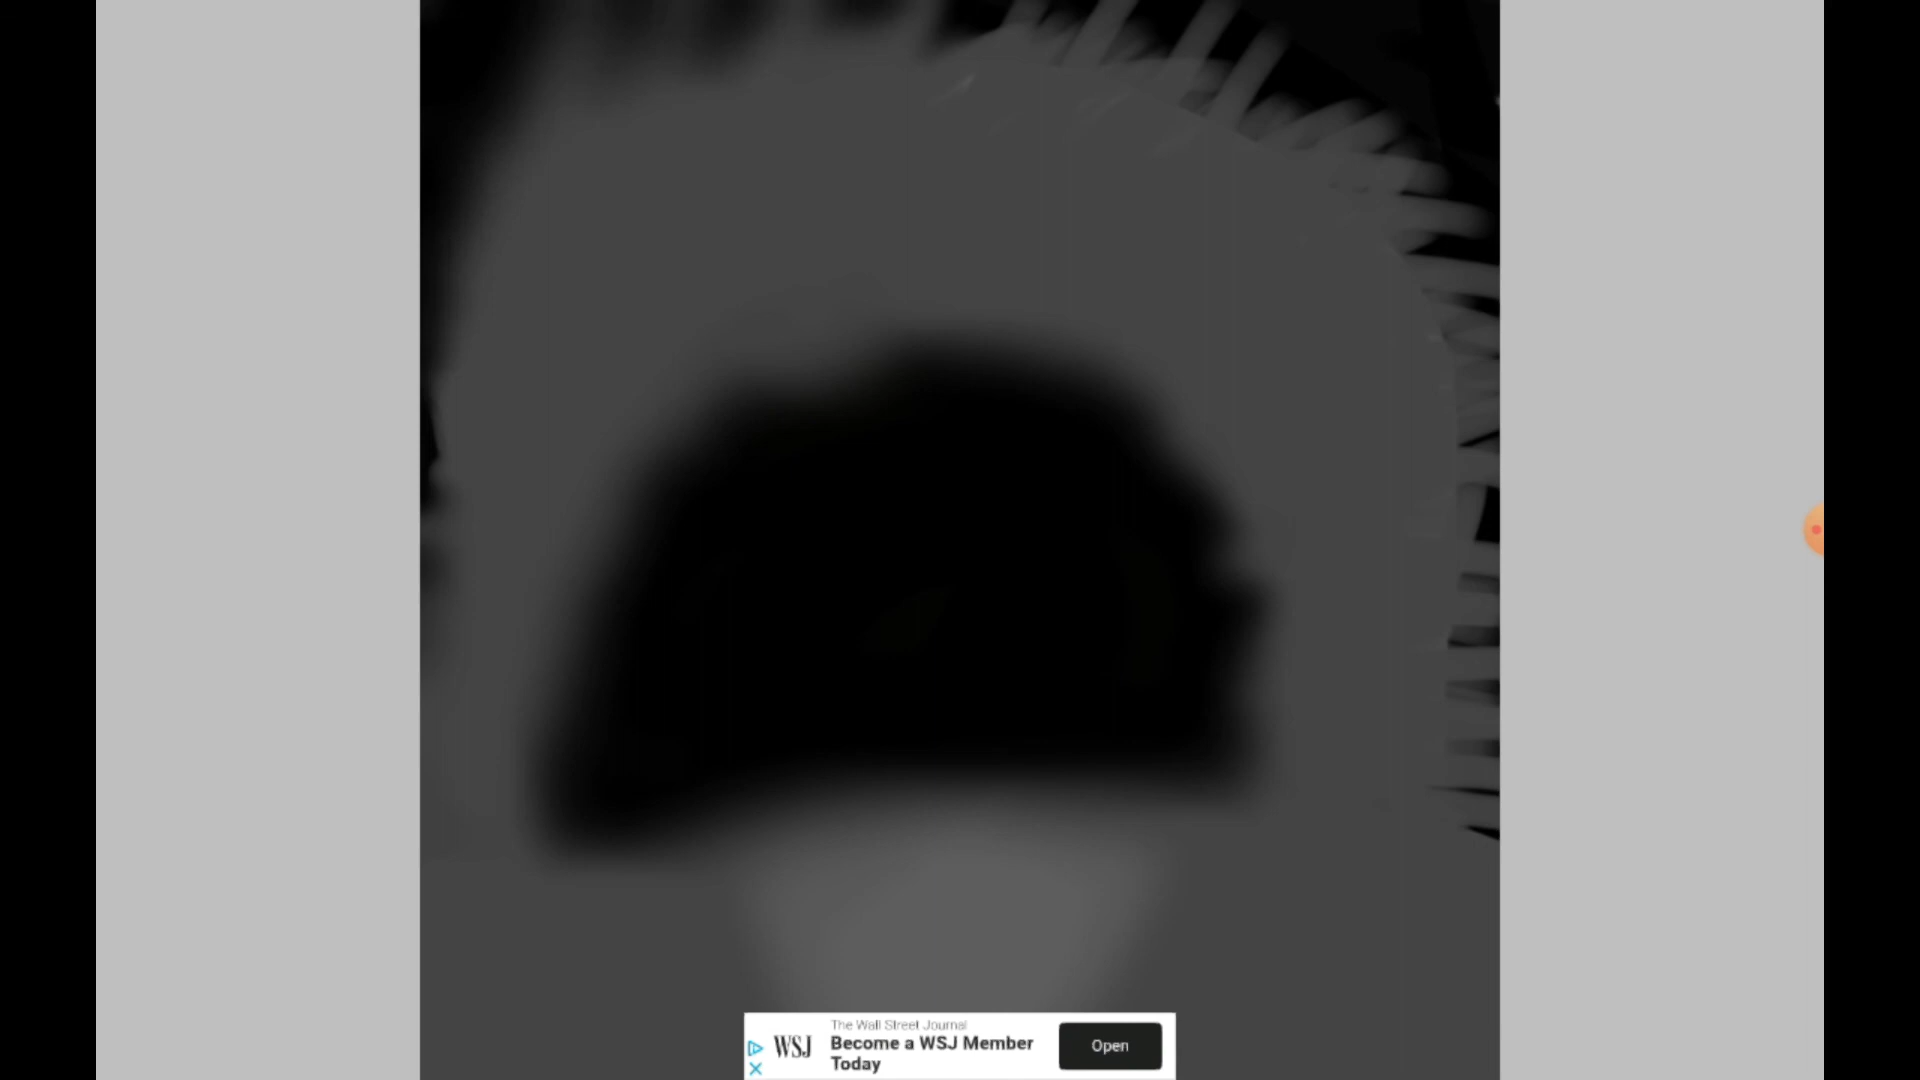 The Wall Street Journal
WSJ
Become a WSJ Member
Today
Open